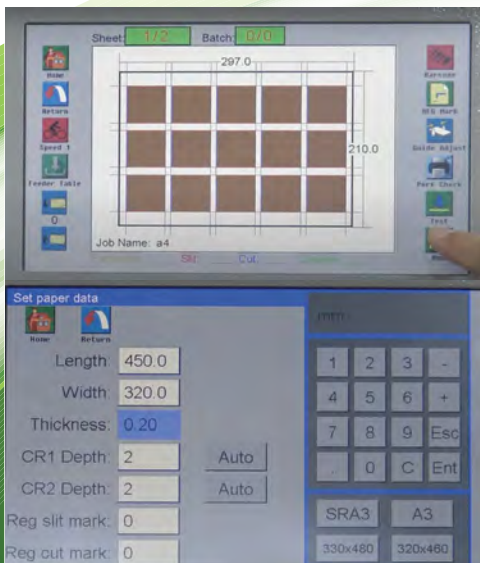 Sheet: 1/2 Batch: 0/0
297.0
Home
Return
Speed 1
Feeder Table
0
Barcode
REG Mark
Guide Adjust
Perf Check
Test
210.0
Job Name: a4
Slit: Cut:
Set paper data
Home Return
mm
Length: 450.0
Width: 320.0
Thickness: 0.20
CR1 Depth: 2 Auto
CR2 Depth: 2 Auto
Reg slit mark: 0
Reg cut mark: 0
1 2 3 -
4 5 6 +
7 8 9 Esc
. 0 C Ent
SRA3 A3
330x480 320x460